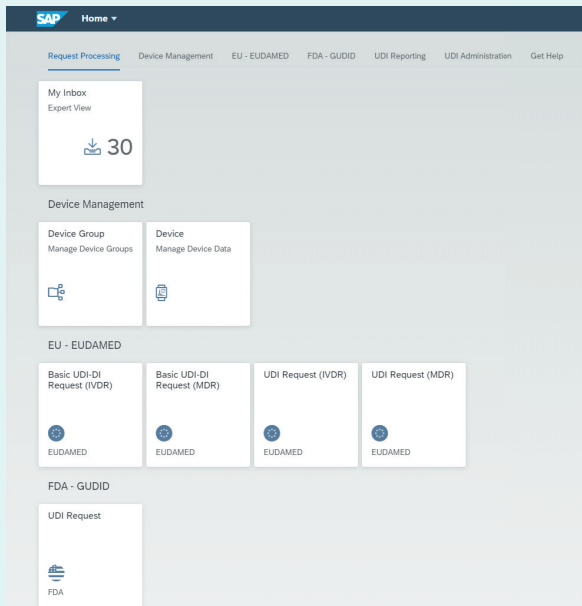 SAP Home
Request Processing Device Management EU - EUDAMED FDA - GUDID UDI Reporting UDI Administration Get Help
My Inbox
Expert View
30
Device Management
Device Group
Manage Device Groups
Device
Manage Device Data
EU - EUDAMED
Basic UDI-DI
Request (IVDR)
EUDAMED
Basic UDI-DI
Request (MDR)
EUDAMED
UDI Request (IVDR)
EUDAMED
UDI Request (MDR)
EUDAMED
FDA - GUDID
UDI Request
FDA